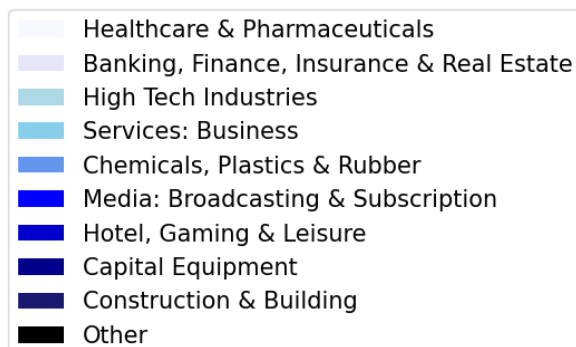 Healthcare & Pharmaceuticals
Banking, Finance, Insurance & Real Estate
High Tech Industries
Services: Business
Chemicals, Plastics & Rubber
Media: Broadcasting & Subscription
Hotel, Gaming & Leisure
Capital Equipment
Construction & Building
Other